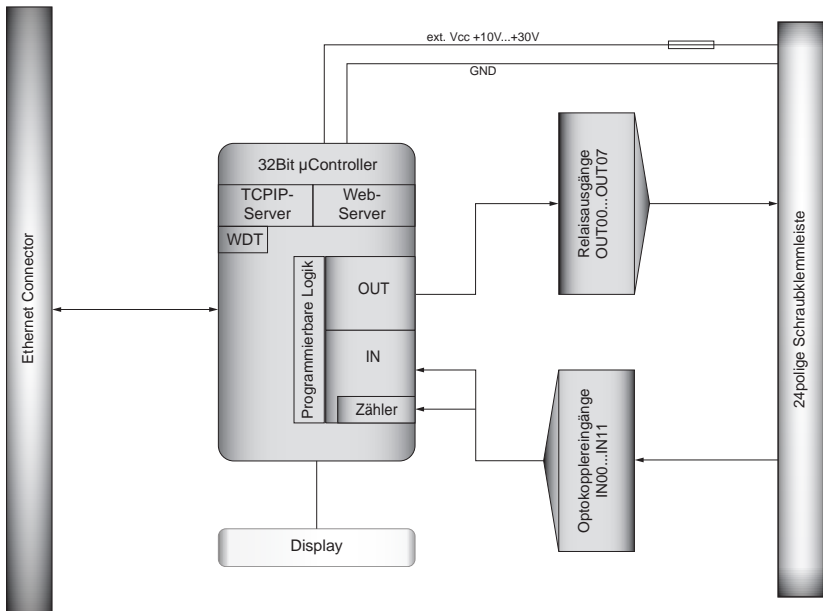 ext. Vcc +10V...+30V
GND
Ethernet Connector
32Bit µController
TCPIP-
Server
Web-
Server
WDT
Programmierbare Logik
OUT
IN
Zähler
Display
Relaisausgänge
OUT00...OUT07
Optokopplereingänge
IN00...IN11
24polige Schraubklemmleiste